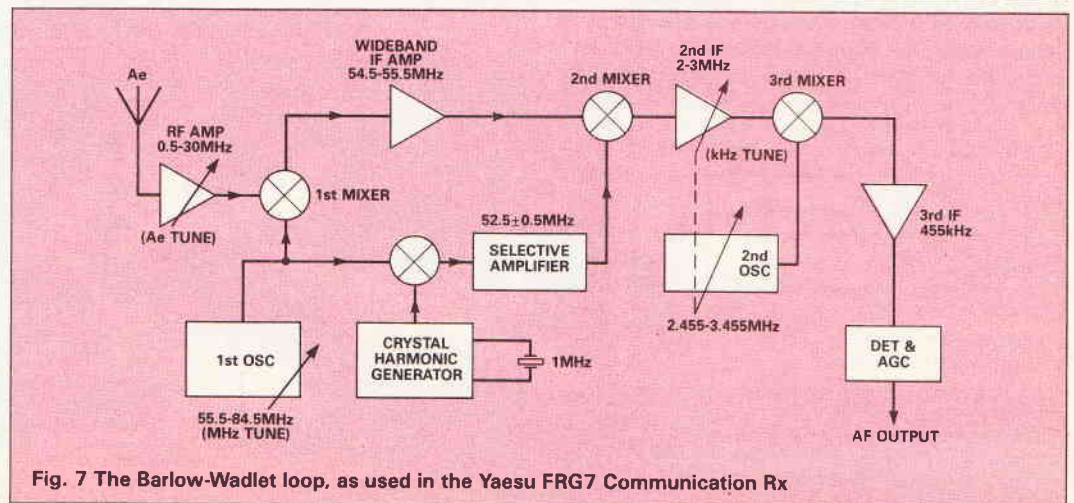 Ae
RF AMP
0.5-30MHz
(Ae TUNE)
1st MIXER
WIDEBAND
IF AMP
54.5-55.5MHz
2nd MIXER
2nd IF
2-3MHz
(kHz TUNE)
3rd MIXER
3rd IF
455kHz
52.5±0.5MHz
SELECTIVE
AMPLIFIER
2nd
OSC
2.455-3.455MHz
1st OSC
55.5-84.5MHz
(MHz TUNE)
CRYSTAL
HARMONIC
GENERATOR
1MHz
DET &
AGC
AF OUTPUT
Fig. 7 The Barlow-Wadlet loop, as used in the Yaesu FRG7 Communication Rx